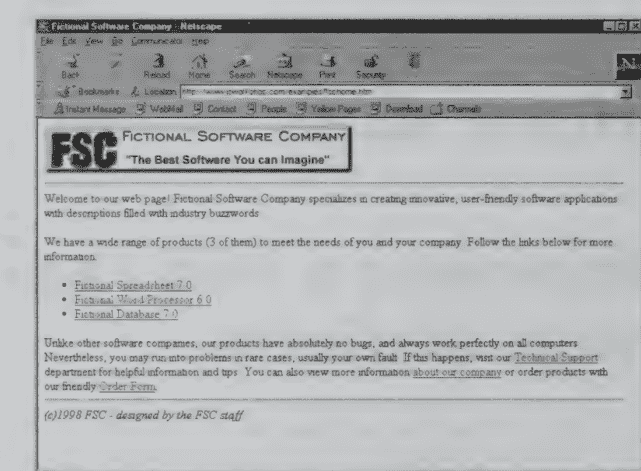 Fictional Software Company - Netscape
File Edit View Go Communicator Help
Back Reload Home Search Netscape Print Security
Bookmarks Location:
Instant Message WebMail Contact People Yellow Pages Download Channels
FSC FICTIONAL SOFTWARE COMPANY
"The Best Software You can Imagine"
Welcome to our web page! Fictional Software Company specializes in creating innovative, user-friendly software applications
with descriptions filled with industry buzzwords
We have a wide range of products (3 of them) to meet the needs of you and your company. Follow the links below for more
information.
• Fictional Spreadsheet 7.0
• Fictional Word Processor 6.0
• Fictional Database 7.0
Unlike other software companies, our products have absolutely no bugs, and always work perfectly on all computers
Nevertheless, you may run into problems in rare cases, usually your own fault. If this happens, visit our Technical Support
department for helpful information and tips. You can also view more information about our company or order products with
our friendly Order Form.
(c)1998 FSC - designed by the FSC staff